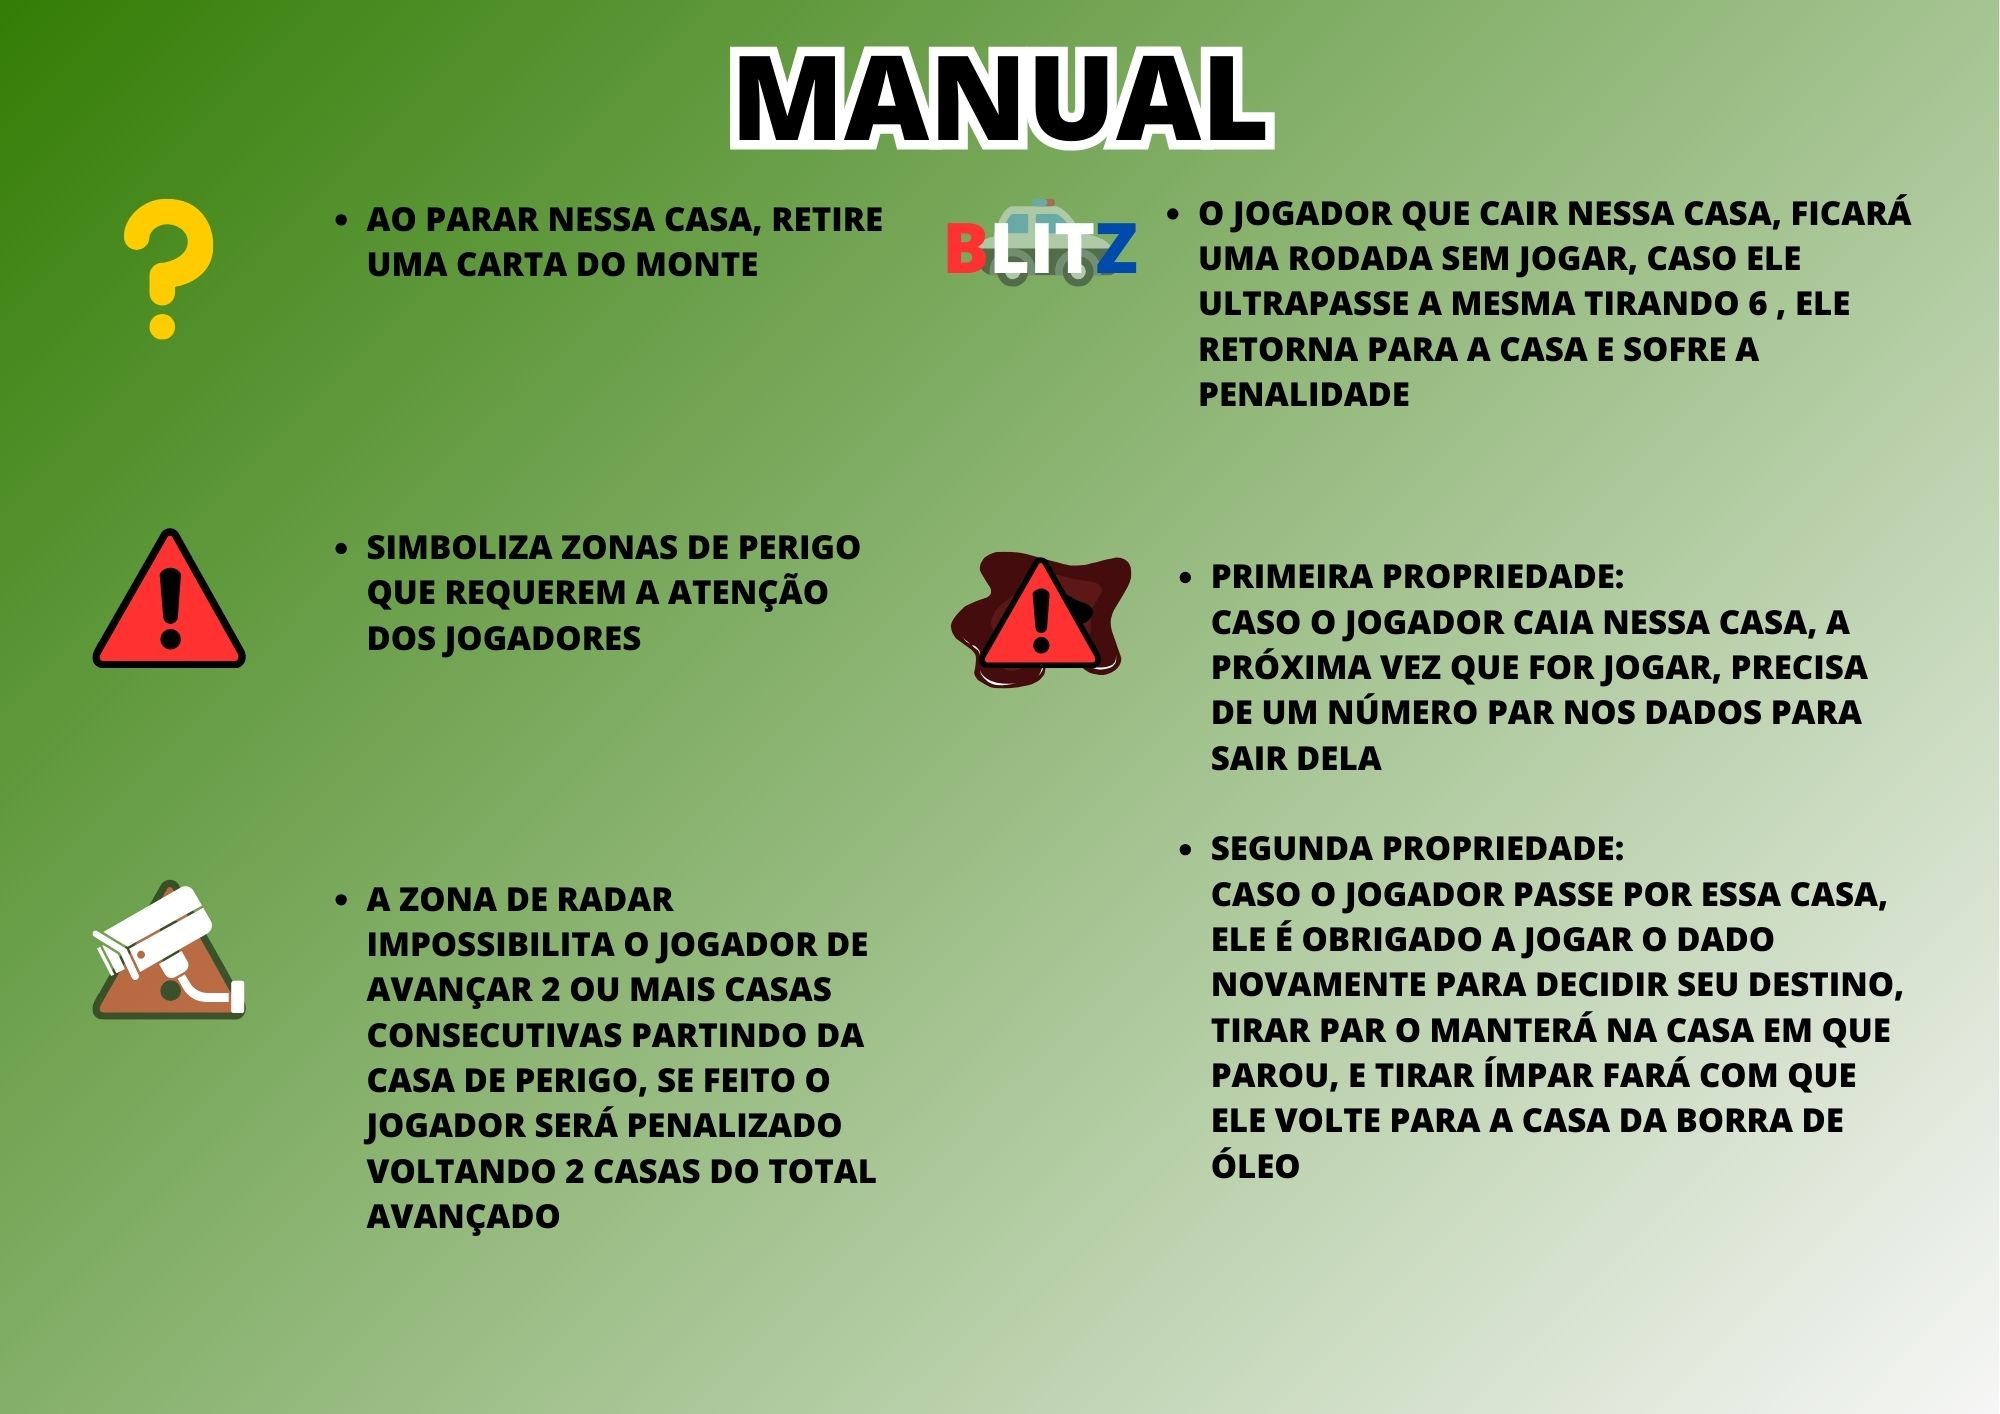 MANUAL
• AO PARAR NESSA CASA, RETIRE
UMA CARTA DO MONTE
• SIMBOLIZA ZONAS DE PERIGO
QUE REQUEREM A ATENÇÃO
DOS JOGADORES
• A ZONA DE RADAR
IMPOSSIBILITA O JOGADOR DE
AVANÇAR 2 OU MAIS CASAS
CONSECUTIVAS PARTINDO DA
CASA DE PERIGO, SE FEITO O
JOGADOR SERÁ PENALIZADO
VOLTANDO 2 CASAS DO TOTAL
AVANÇADO
BLITZ
• O JOGADOR QUE CAIR NESSA CASA, FICARÁ
UMA RODADA SEM JOGAR, CASO ELE
ULTRAPASSE A MESMA TIRANDO 6 , ELE
RETORNA PARA A CASA E SOFRE A
PENALIDADE
• PRIMEIRA PROPRIEDADE:
CASO O JOGADOR CAIA NESSA CASA, A
PRÓXIMA VEZ QUE FOR JOGAR, PRECISA
DE UM NÚMERO PAR NOS DADOS PARA
SAIR DELA
• SEGUNDA PROPRIEDADE:
CASO O JOGADOR PASSE POR ESSA CASA,
ELE É OBRIGADO A JOGAR O DADO
NOVAMENTE PARA DECIDIR SEU DESTINO,
TIRAR PAR O MANTERÁ NA CASA EM QUE
PAROU, E TIRAR ÍMPAR FARÁ COM QUE
ELE VOLTE PARA A CASA DA BORRA DE
ÓLEO